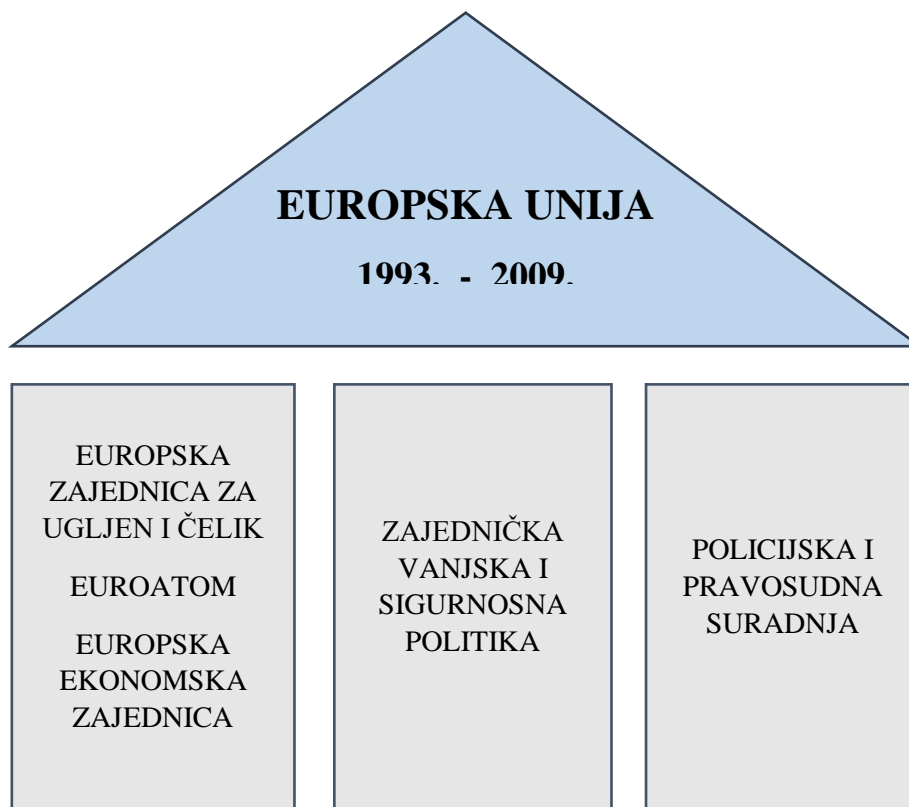 EUROPSKA UNIJA
1993. - 2009.
EUROPSKA
ZAJEDNICA ZA
UGLJEN I ČELIK
EUROATOM
EUROPSKA
EKONOMSKA
ZAJEDNICA
ZAJEDNIČKA
VANJSKA I
SIGURNOSNA
POLITIKA
POLICIJSKA I
PRAVOSUDNA
SURADNJA